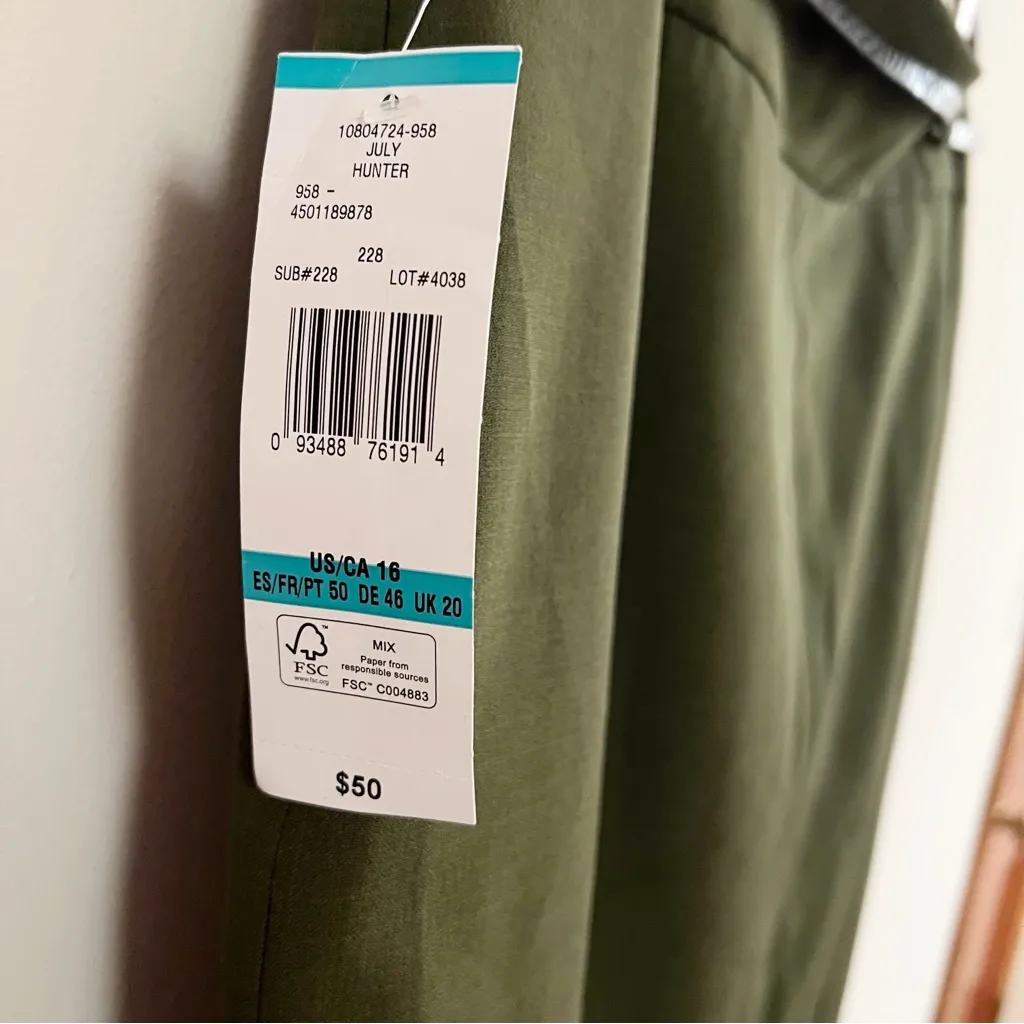 10804724-958
JULY
HUNTER
958 -
4501189878
228
SUB#228 LOT#4038
0 93488 76191 4
US/CA 16
ES/FR/PT 50 DE 46 UK 20
FSC™
www.fsc.org
MIX
Paper from
responsible sources
FSC™ C004883
$50